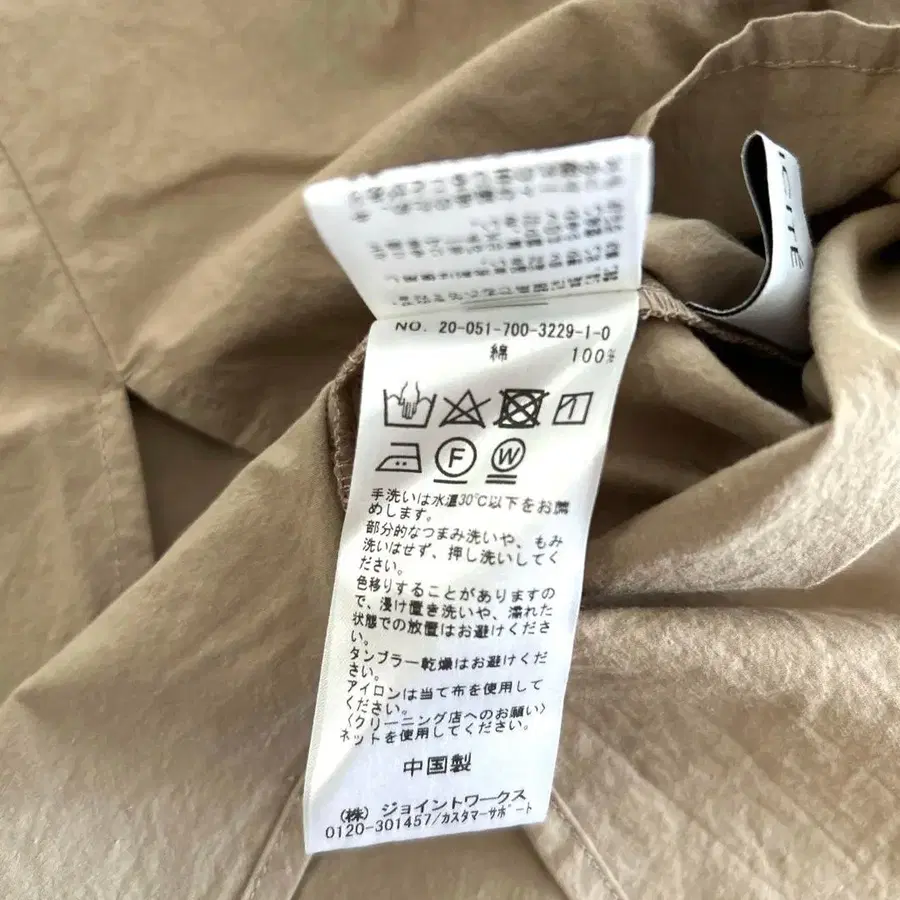 NO. 20-051-700-3229-1-0
綿 100%
F W
手洗いは水温30℃以下をお薦
めします。
部分的なつまみ洗いや、もみ
洗いはせず、押し洗いしてく
ださい。
色移りすることがありますの
で、浸け置き洗いや、濡れた
状態での放置はお避けくださ
い。
タンブラー乾燥はお避けくだ
さい。
アイロンは当て布を使用して
ください。
〈クリーニング店へのお願い〉
ネットを使用してください。
中国製
(株) ジョイントワークス
0120-301457/カスタマーサポート
ICITÉ